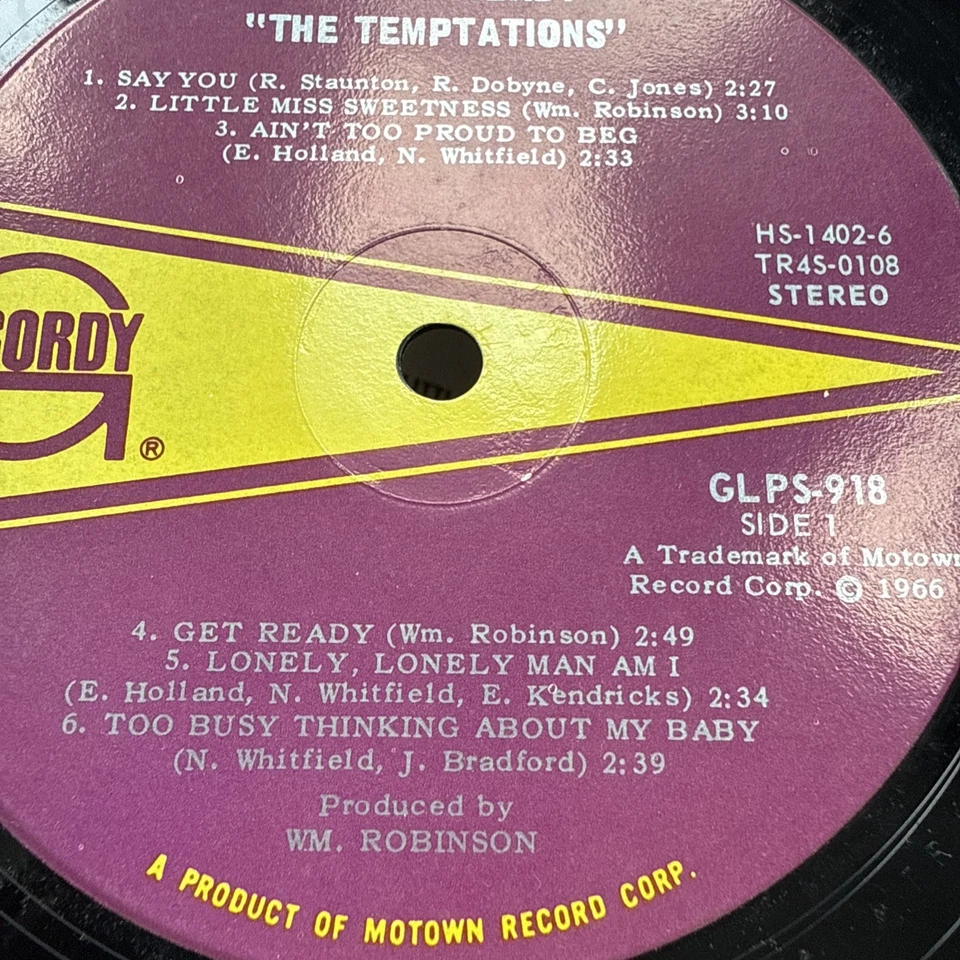 "THE TEMPTATIONS"
1. SAY YOU (R. Staunton, R. Dobyne, C. Jones) 2:27
2. LITTLE MISS SWEETNESS (Wm. Robinson) 3:10
3. AIN'T TOO PROUD TO BEG
(E. Holland, N. Whitfield) 2:33
HS-1402-6
TR4S-0108
STEREO
GORDY
®
GLPS-918
SIDE 1
A Trademark of Motown
Record Corp. © 1966
4. GET READY (Wm. Robinson) 2:49
5. LONELY, LONELY MAN AM I
(E. Holland, N. Whitfield, E. Kendricks) 2:34
6. TOO BUSY THINKING ABOUT MY BABY
(N. Whitfield, J. Bradford) 2:39
Produced by
WM. ROBINSON
A PRODUCT OF MOTOWN RECORD CORP.